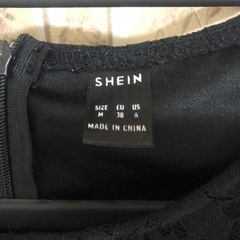 SHEIN
SIZE EU US
M 38 6
MADE IN CHINA